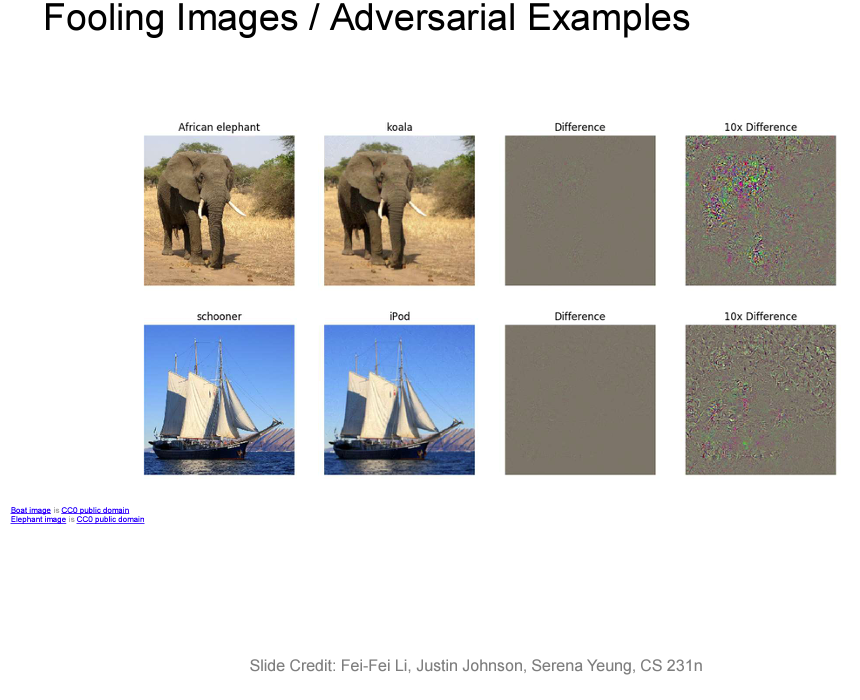 Fooling Images / Adversarial Examples
African elephant
koala
Difference
10x Difference
schooner
iPod
Difference
10x Difference
Boat image is CC0 public domain
Elephant image is CC0 public domain
Slide Credit: Fei-Fei Li, Justin Johnson, Serena Yeung, CS 231n